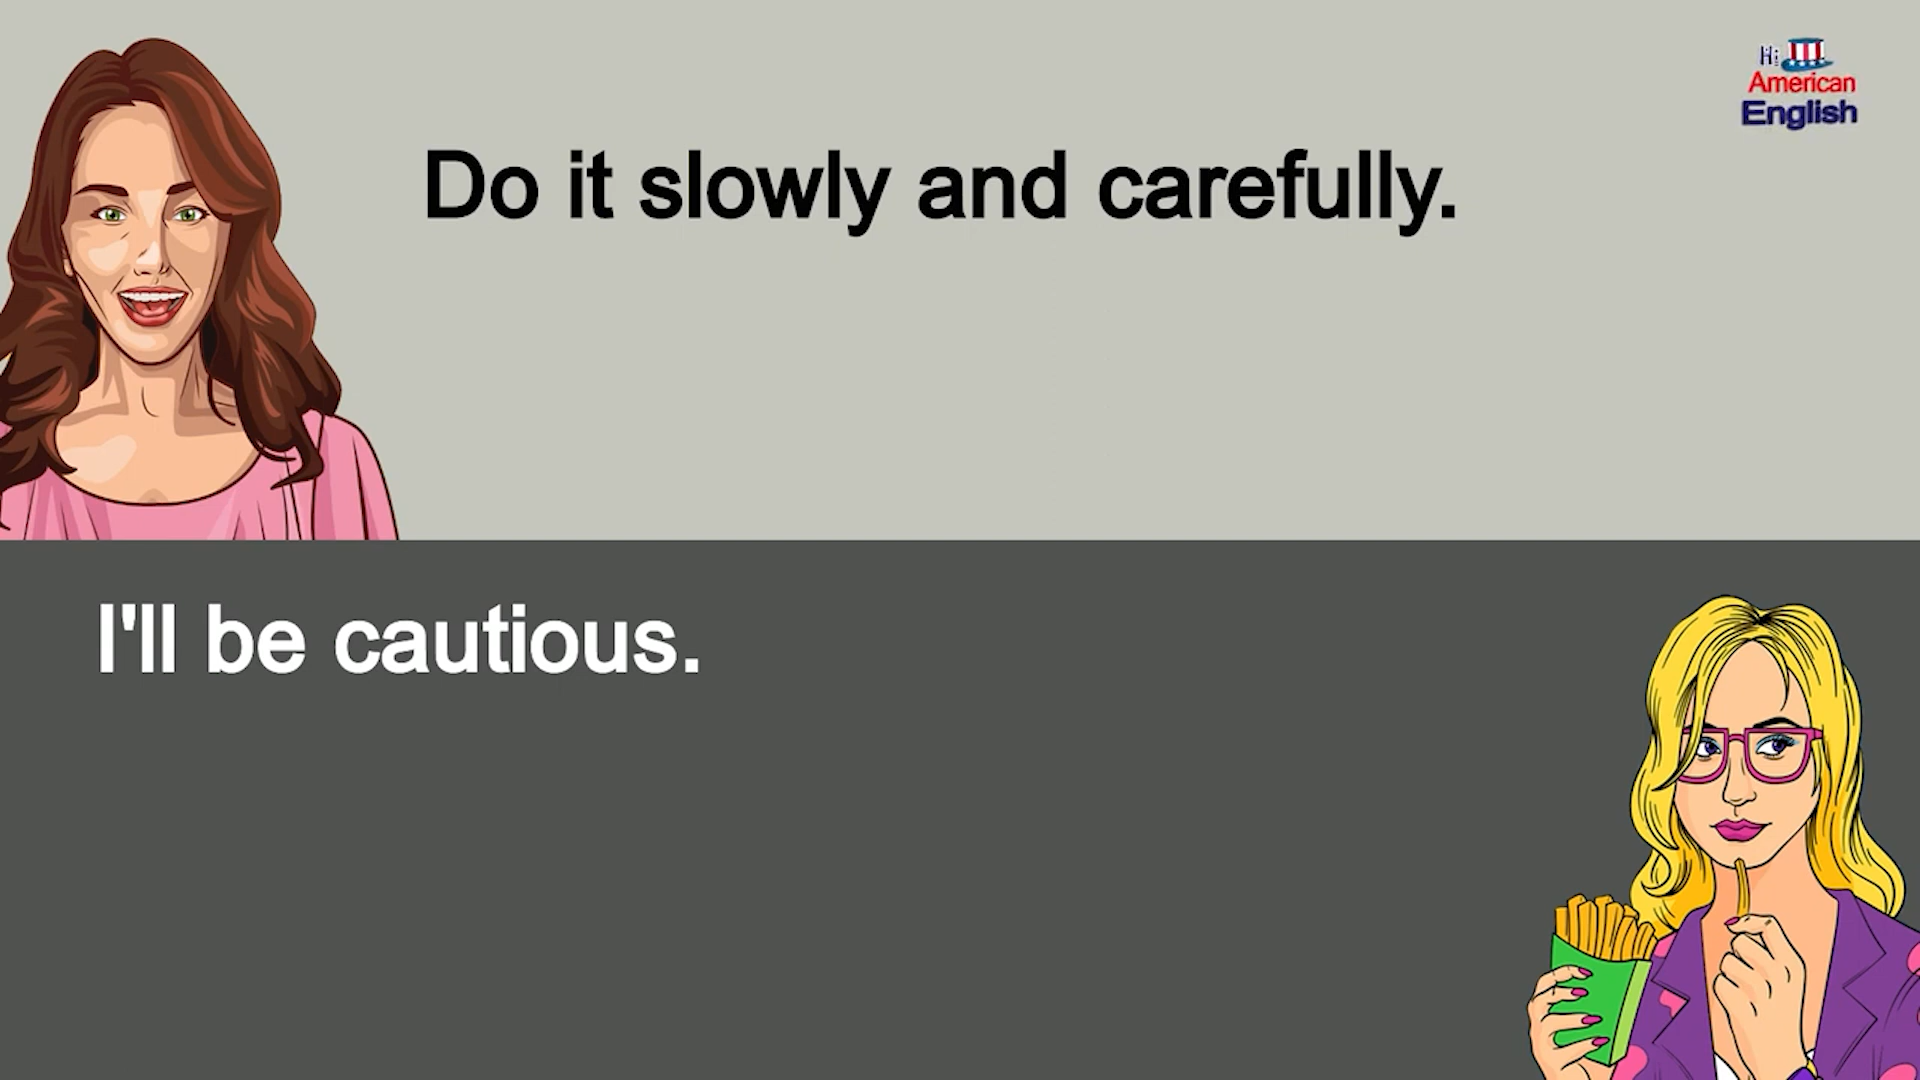 Hi
American
English
Do it slowly and carefully.
I'll be cautious.